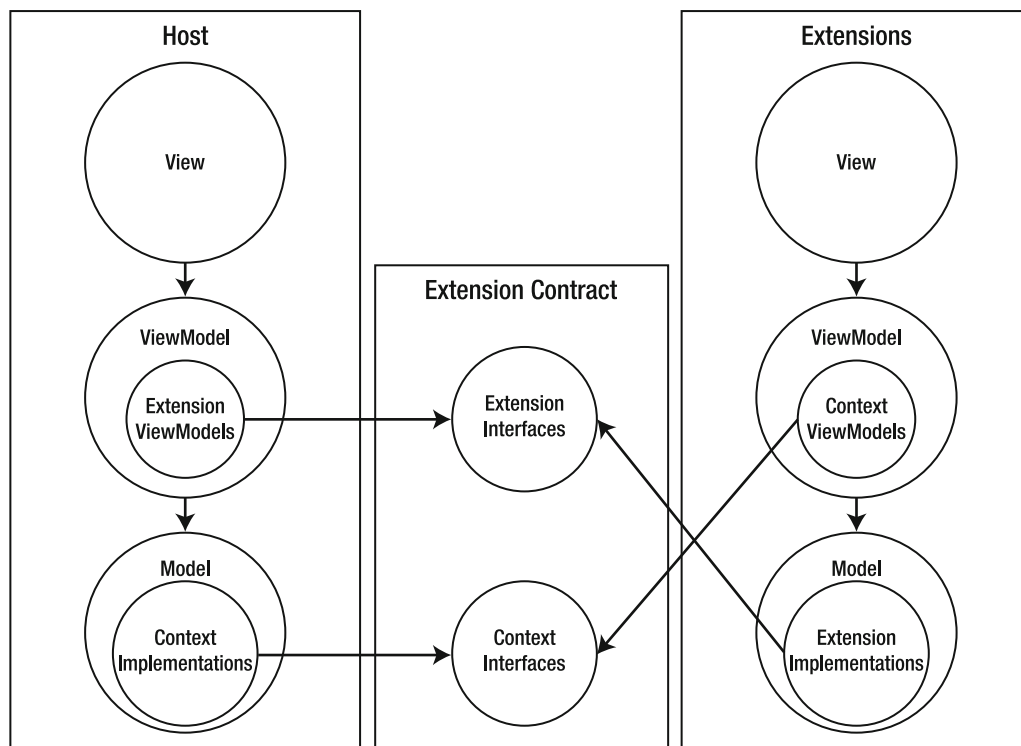 Host
View
ViewModel
Extension
ViewModels
Model
Context
Implementations
Extension Contract
Extension
Interfaces
Context
Interfaces
Extensions
View
ViewModel
Context
ViewModels
Model
Extension
Implementations